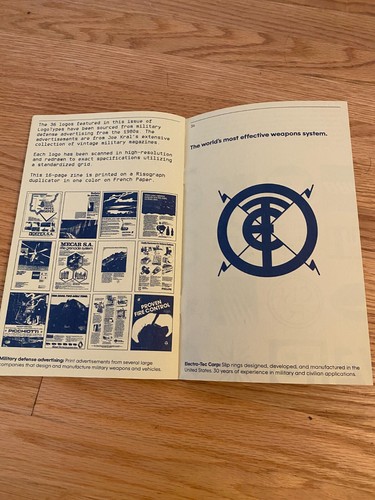 The 36 logos featured in this issue of
LogoTypes have been sourced from military
defense advertising from the 1980s. The
advertisements are from Joe Kral's extensive
collection of vintage military magazines.
Each logo has been scanned in high-resolution
and redrawn to exact specifications utilizing
a standardized grid.
This 16-page zine is printed on a Risograph
duplicator in one color on French Paper.
MECAR S.A.
PICCHIOTTI
PROVEN
FIRE CONTROL
Military defense advertising: Print advertisements from several large
companies that design and manufacture military weapons and vehicles.
The world's most effective weapons system.
Electro-Tec Corp: Slip rings designed, developed, and manufactured in the
United States. 30 years of experience in military and civilian applications.